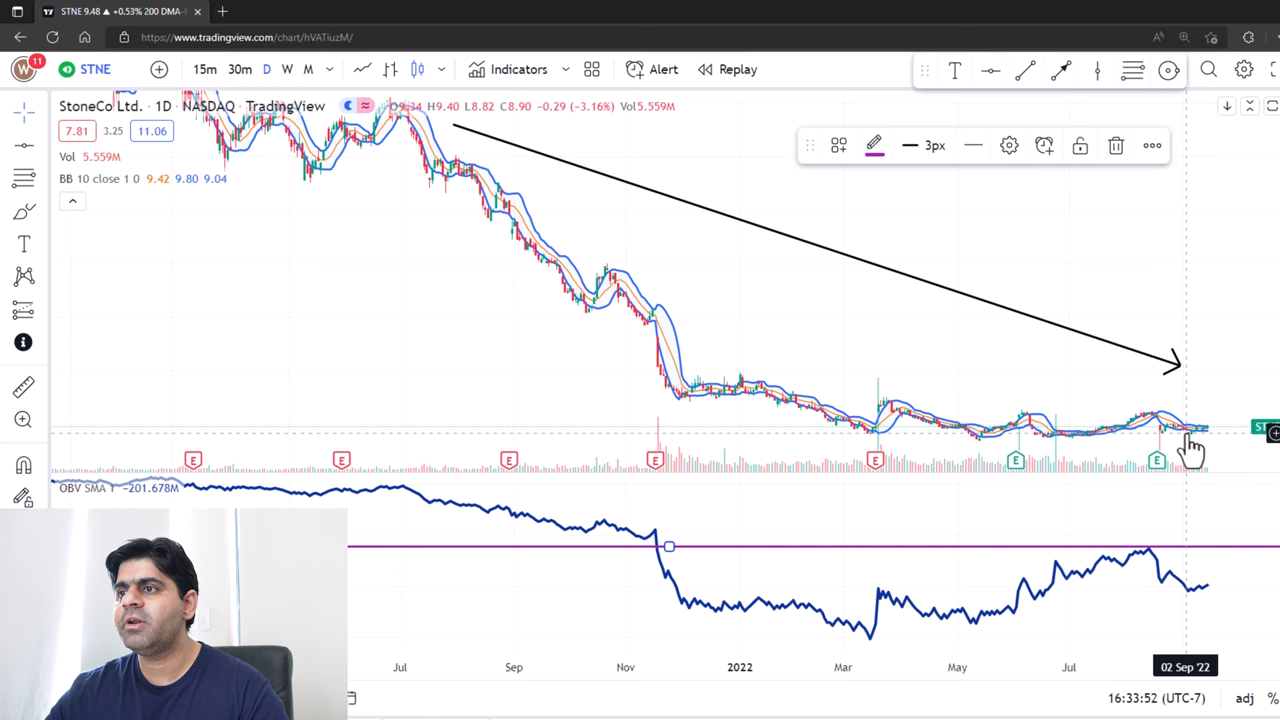 STNE 9.48 ▲ +0.53% 200 DMA-
https://www.tradingview.com/chart/hVATiuzM/
W 11 STNE 15m 30m D W M Indicators Alert Replay
StoneCo Ltd. · 1D · NASDAQ · TradingView O9.34 H9.40 L8.82 C8.90 −0.29 (−3.16%) Vol5.559M
7.81 3.25 11.06
3px
Vol 5.559M
BB 10 close 1 0 9.42 9.80 9.04
E E E E E E E
OBV SMA 1 −201.678M
Jul Sep Nov 2022 Mar May Jul 02 Sep '22
16:33:52 (UTC-7) adj %